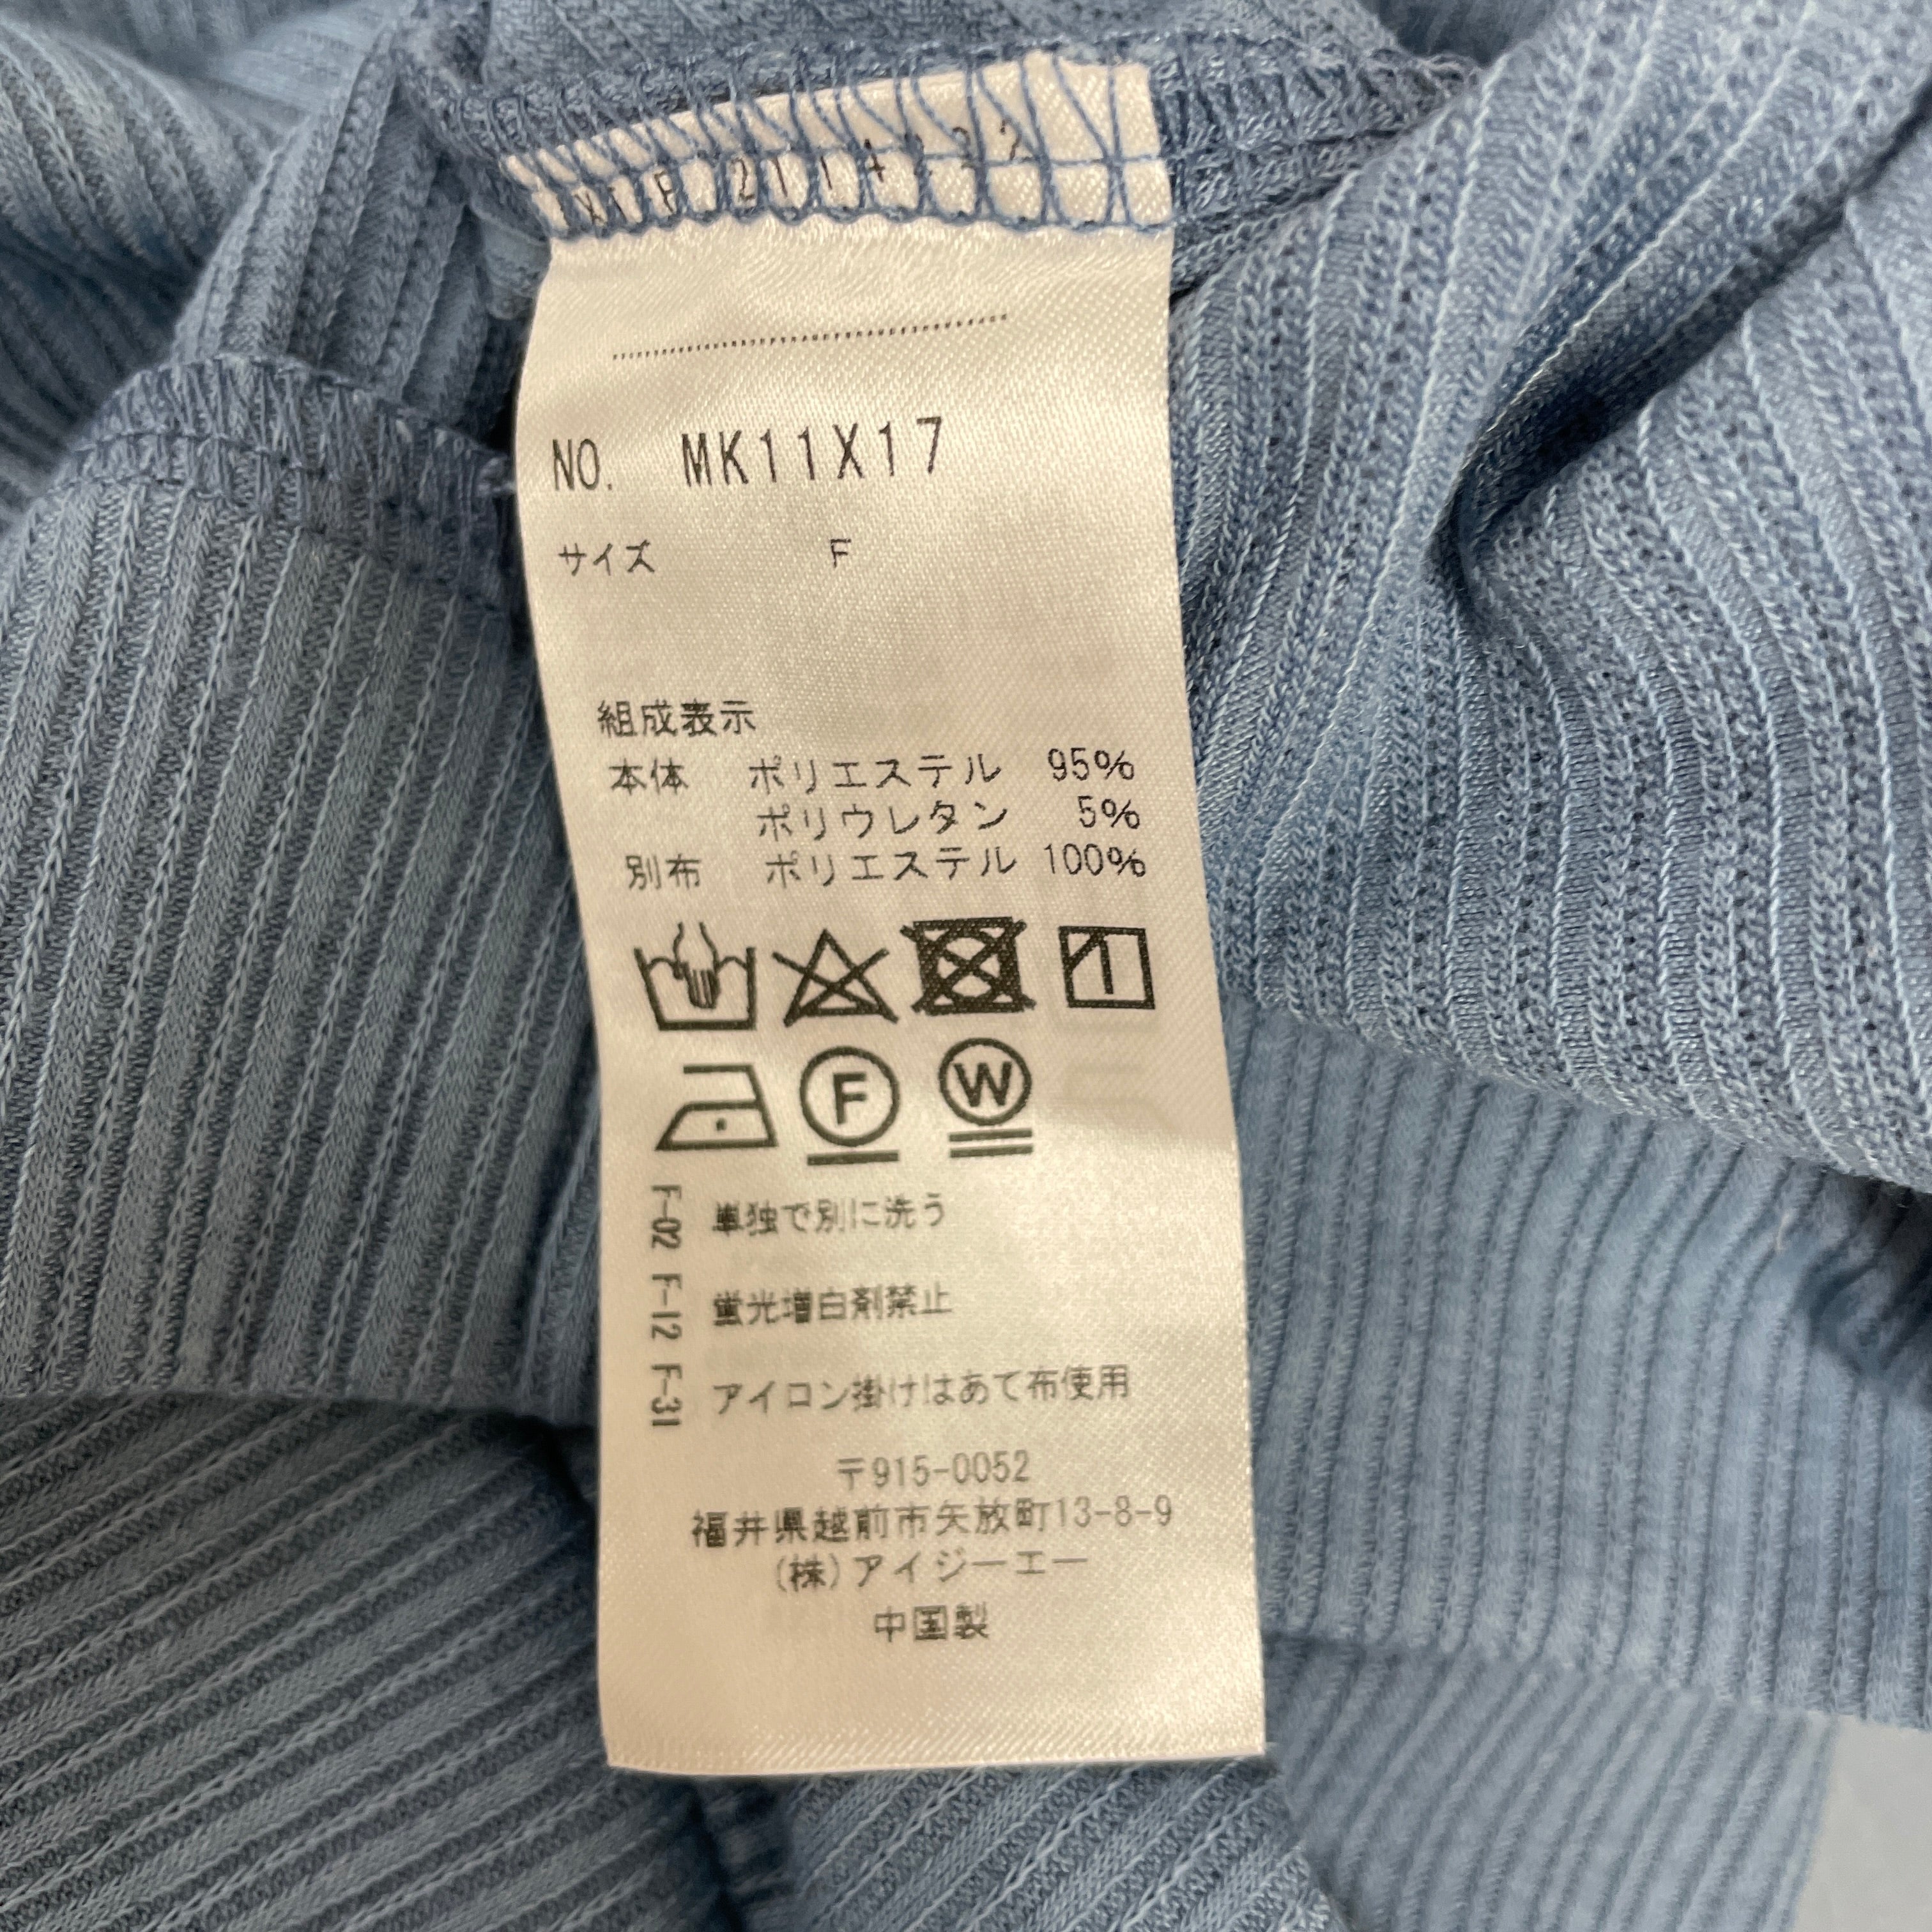 NO. MK11X17
サイズ F
組成表示
本体 ポリエステル 95%
ポリウレタン 5%
別布 ポリエステル 100%
F
W
F-02 F-12 F-31
単独で別に洗う
蛍光増白剤禁止
アイロン掛けはあて布使用
〒915-0052
福井県越前市矢放町13-8-9
(株)アイジーエー
中国製